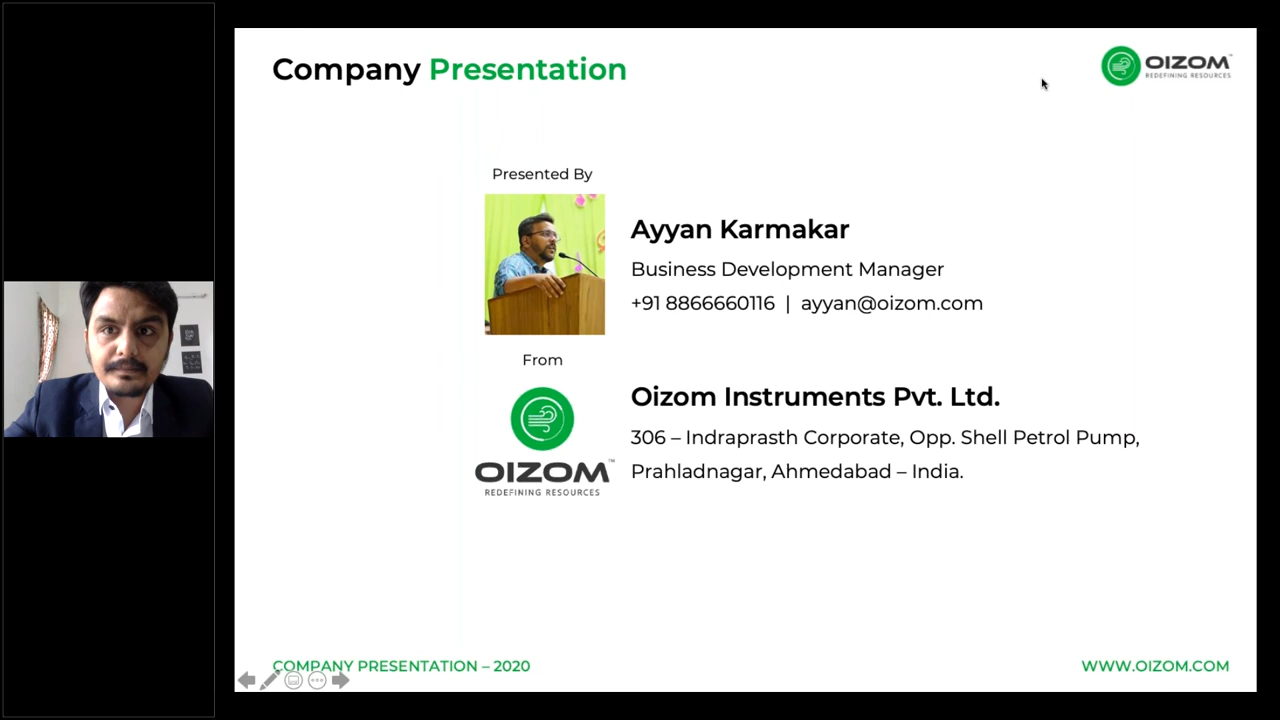 Company Presentation
OIZOM™
REDEFINING RESOURCES
Presented By
Ayyan Karmakar
Business Development Manager
+91 8866660116 | ayyan@oizom.com
From
OIZOM™
REDEFINING RESOURCES
Oizom Instruments Pvt. Ltd.
306 – Indraprasth Corporate, Opp. Shell Petrol Pump,
Prahladnagar, Ahmedabad – India.
COMPANY PRESENTATION – 2020
WWW.OIZOM.COM